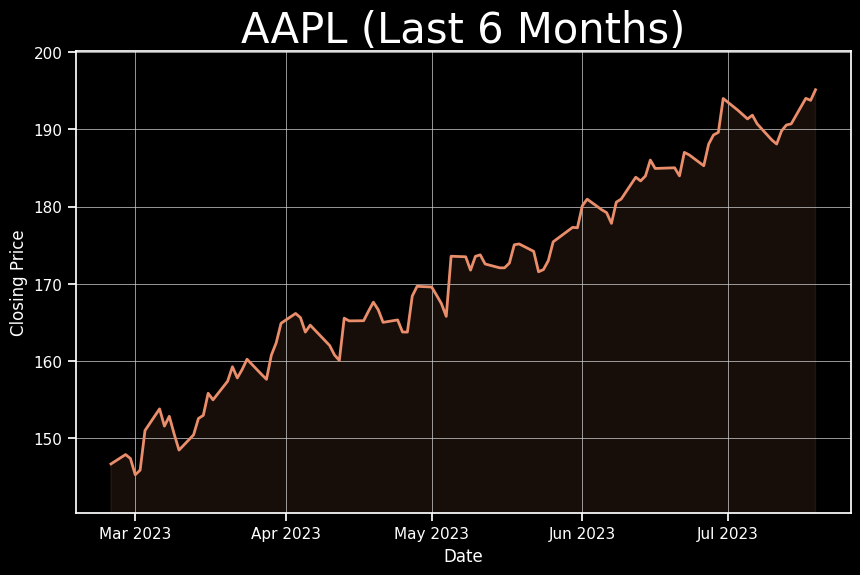 AAPL (Last 6 Months)
200
190
180
170
160
150
Closing Price
Mar 2023
Apr 2023
May 2023
Jun 2023
Jul 2023
Date